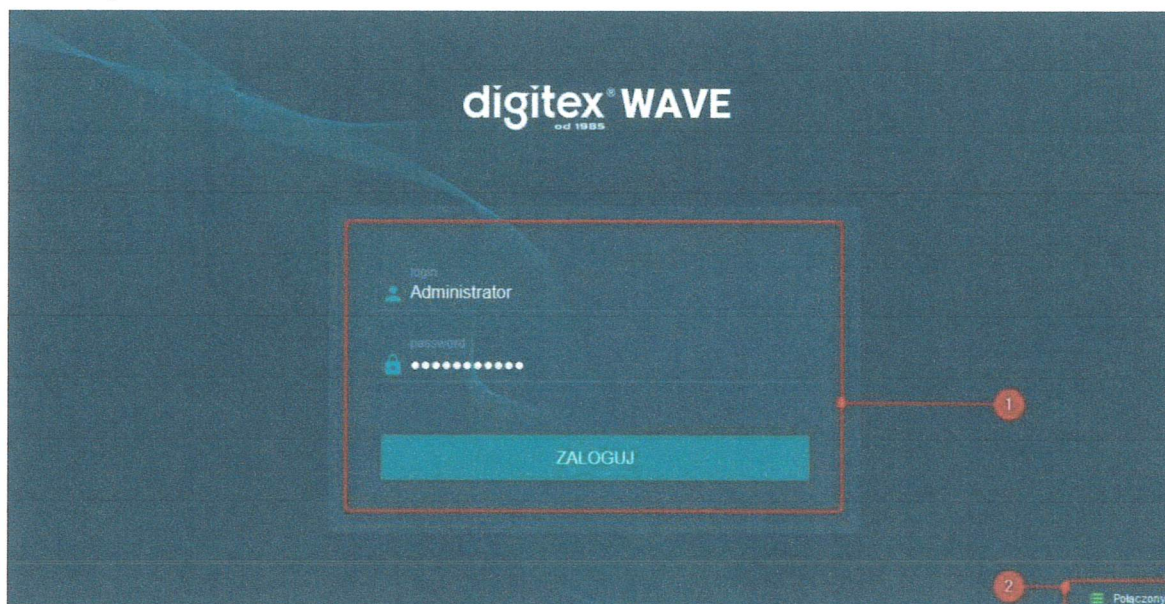 digitex® WAVE
od 1985
login
Administrator
password
●●●●●●●●●●●
ZALOGUJ
1
2
Połączony